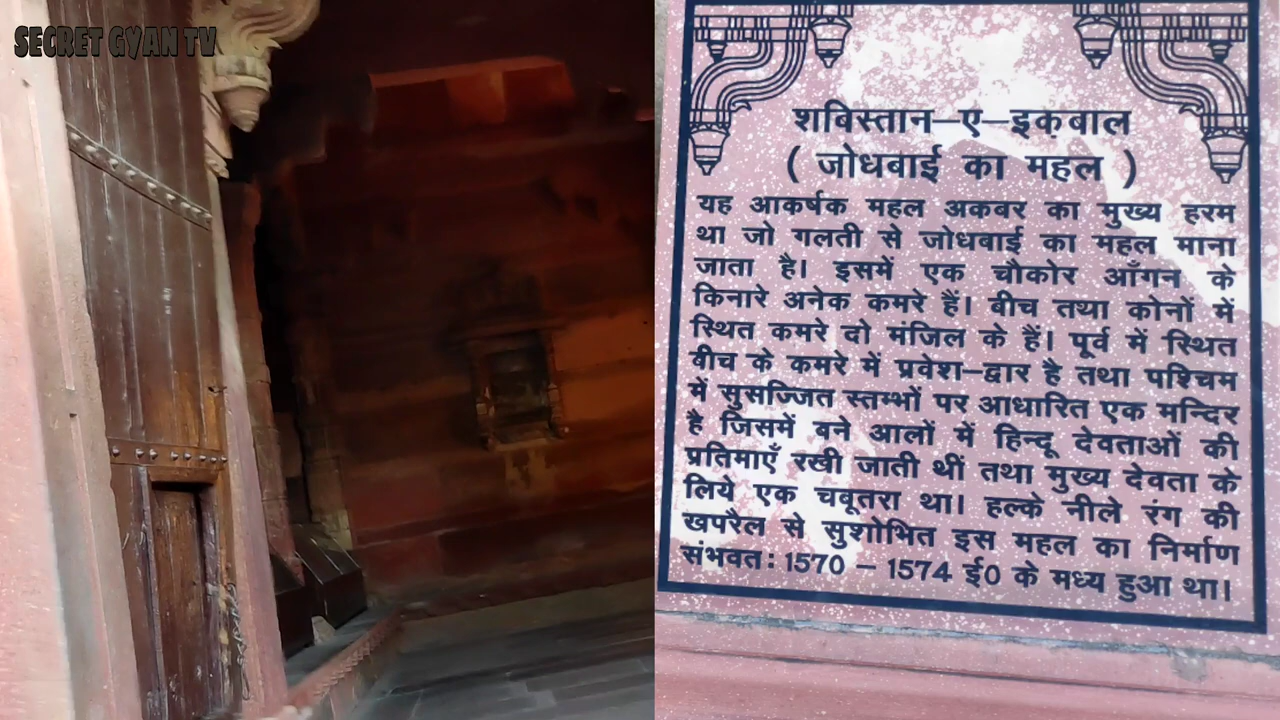 SECRET GYAN TV
शबिस्तान–ए–इक़बाल
( जोधबाई का महल )
यह आकर्षक महल अकबर का मुख्य हरम
था जो गलती से जोधबाई का महल माना
जाता है। इसमें एक चौकोर आँगन के
किनारे अनेक कमरे हैं। बीच तथा कोनों में
स्थित कमरे दो मंजिल के हैं। पूर्व में स्थित
बीच के कमरे में प्रवेश–द्वार है तथा पश्चिम
में सुसज्जित स्तम्भों पर आधारित एक मन्दिर
है जिसमें बने आलों में हिन्दू देवताओं की
प्रतिमाएँ रखी जाती थीं तथा मुख्य देवता के
लिये एक चबूतरा था। हल्के नीले रंग की
खपरैल से सुशोभित इस महल का निर्माण
संभवतः 1570 – 1574 ई0 के मध्य हुआ था।